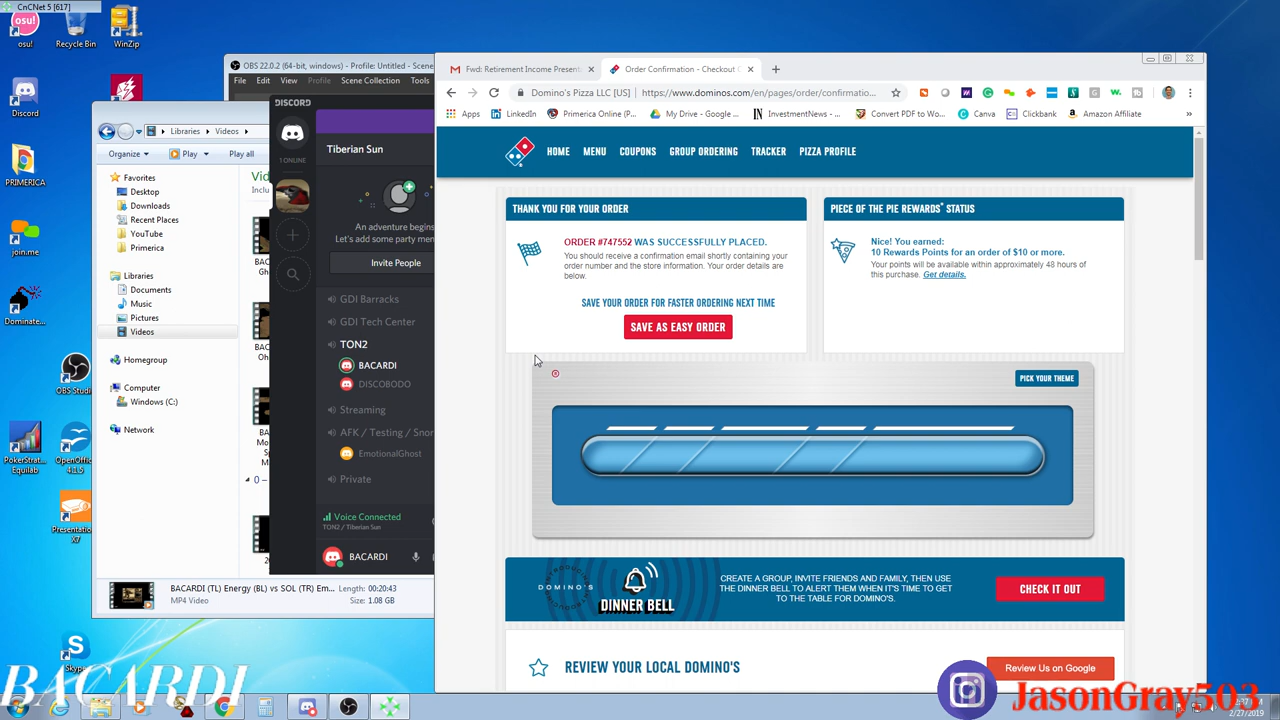 CnCNet 5 [617]
osu!
Recycle Bin
WinZip
Discord
PRIMERICA
join.me
Dominate...
OBS Studio
PokerStrat...
Equilab
OpenOffice
4.1.5
Presentatio...
X7
Skype
OBS 22.0.2 (64-bit, windows) - Profile: Untitled - Scene
File Edit View Profile Scene Collection Tools
Libraries Videos
Organize Play Play all
Favorites
Desktop
Downloads
Recent Places
YouTube
Primerica
Libraries
Documents
Music
Pictures
Videos
Homegroup
Computer
Windows (C:)
Network
BACARDI (TL) Energy (BL) vs SOL (TR) Em... Length: 00:20:43
MP4 Video Size: 1.08 GB
DISCORD
1 ONLINE
Tiberian Sun
An adventure begins
Let's add some party mem
Invite People
GDI Barracks
GDI Tech Center
TON2
BACARDI
DISCOBODO
Streaming
AFK / Testing / Snor
EmotionalGhost
Private
Voice Connected
TON2 / Tiberian Sun
BACARDI
Fwd: Retirement Income Present
Order Confirmation - Checkout
Domino's Pizza LLC [US] https://www.dominos.com/en/pages/order/confirmatio...
Apps LinkedIn Primerica Online (P... My Drive - Google ... InvestmentNews - ... Convert PDF to Wo... Canva Clickbank Amazon Affiliate »
HOME MENU COUPONS GROUP ORDERING TRACKER PIZZA PROFILE
THANK YOU FOR YOUR ORDER
ORDER #747552 WAS SUCCESSFULLY PLACED.
You should receive a confirmation email shortly containing your
order number and the store information. Your order details are
below.
SAVE YOUR ORDER FOR FASTER ORDERING NEXT TIME
SAVE AS EASY ORDER
PIECE OF THE PIE REWARDS® STATUS
Nice! You earned:
10 Rewards Points for an order of $10 or more.
Your points will be available within approximately 48 hours of
this purchase. Get details.
PICK YOUR THEME
DOMINO'S
DINNER BELL
CREATE A GROUP, INVITE FRIENDS AND FAMILY, THEN USE
THE DINNER BELL TO ALERT THEM WHEN IT'S TIME TO GET
TO THE TABLE FOR DOMINO'S.
CHECK IT OUT
REVIEW YOUR LOCAL DOMINO'S
Review Us on Google
BACARDI
JasonGray503
2/27/2019